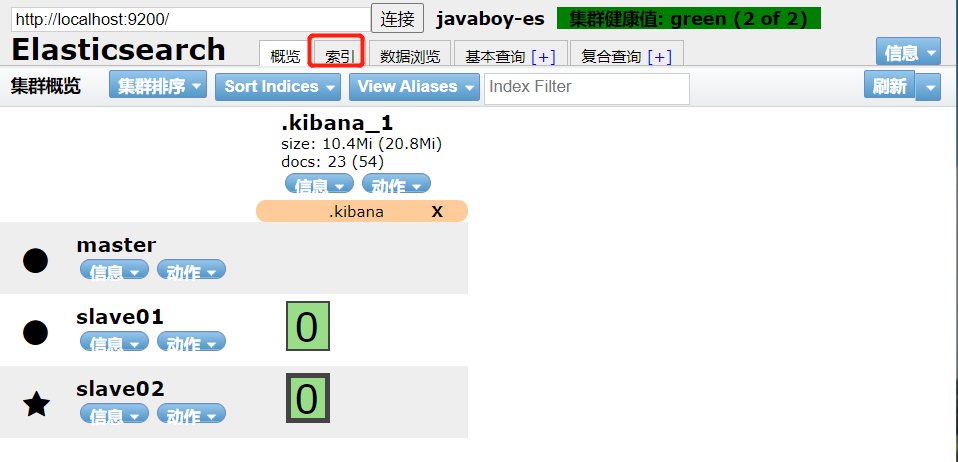 http://localhost:9200/ 连接 javaboy-es 集群健康值: green (2 of 2)
Elasticsearch 概览 索引 数据浏览 基本查询 [+] 复合查询 [+] 信息
集群概览 集群排序 Sort Indices View Aliases Index Filter 刷新
.kibana_1
size: 10.4Mi (20.8Mi)
docs: 23 (54)
信息 动作
.kibana X
master
信息 动作
slave01 0
信息 动作
slave02 0
信息 动作